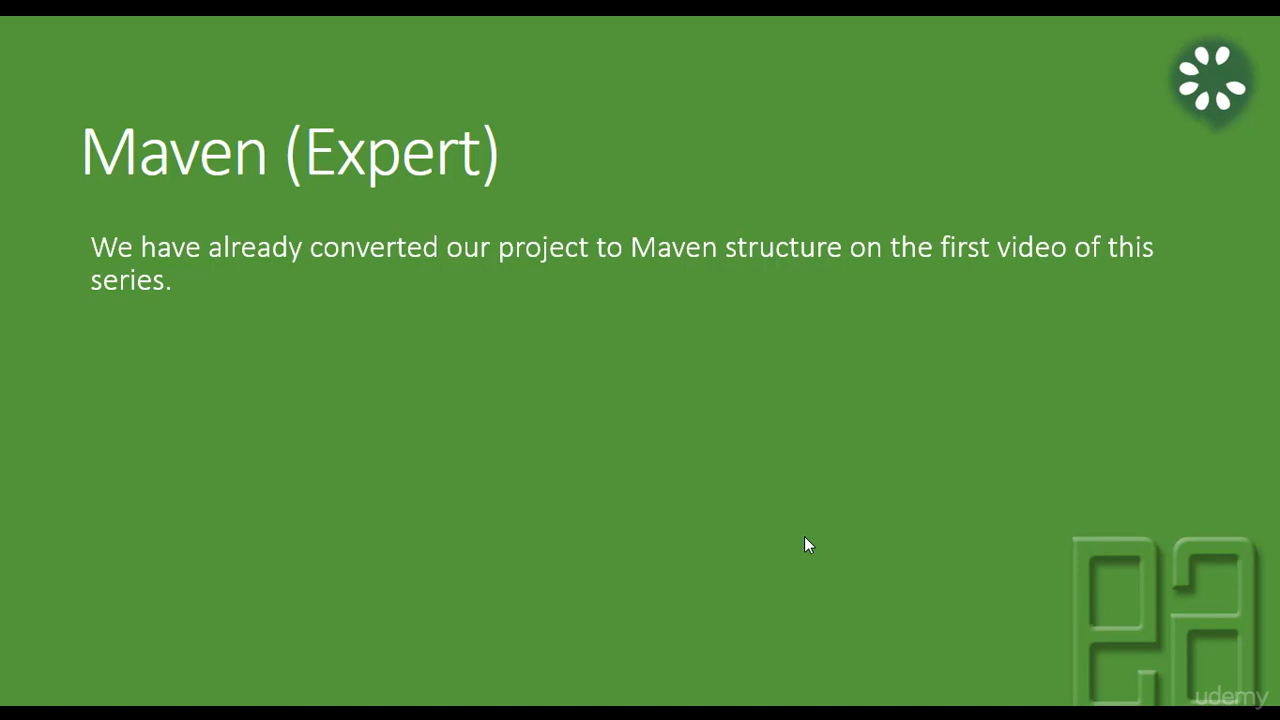 Maven (Expert)
We have already converted our project to Maven structure on the first video of this
series.
ea
udemy